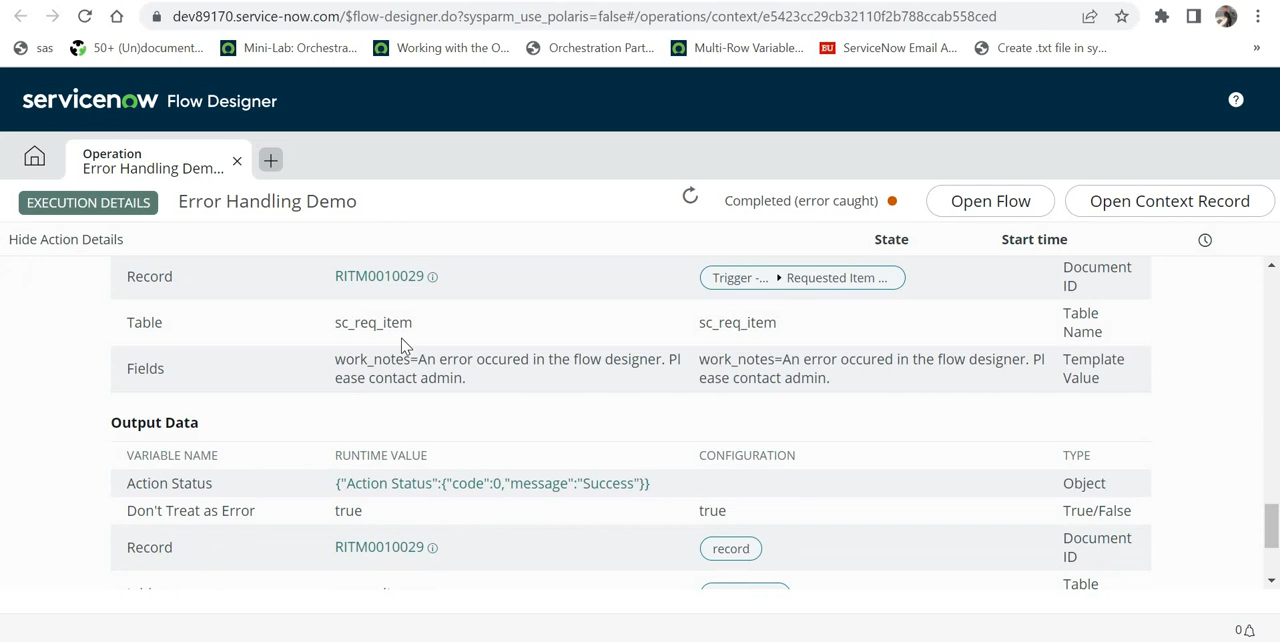 dev89170.service-now.com/$flow-designer.do?sysparm_use_polaris=false#/operations/context/e5423cc29cb32110f2b788ccab558ced
sas 50+ (Un)document... Mini-Lab: Orchestra... Working with the O... Orchestration Part... Multi-Row Variable... BU ServiceNow Email A... Create .txt file in sy... »
servicenow Flow Designer ?
Operation
Error Handling Dem... × +
EXECUTION DETAILS Error Handling Demo Completed (error caught) Open Flow Open Context Record
Hide Action Details State Start time
Record RITM0010029 Trigger -... Requested Item ... Document
ID
Table sc_req_item sc_req_item Table
Name
Fields work_notes=An error occured in the flow designer. Pl work_notes=An error occured in the flow designer. Pl Template
ease contact admin. ease contact admin. Value
Output Data
VARIABLE NAME RUNTIME VALUE CONFIGURATION TYPE
Action Status {"Action Status":{"code":0,"message":"Success"}} Object
Don't Treat as Error true true True/False
Record RITM0010029 record Document
ID
Table
0